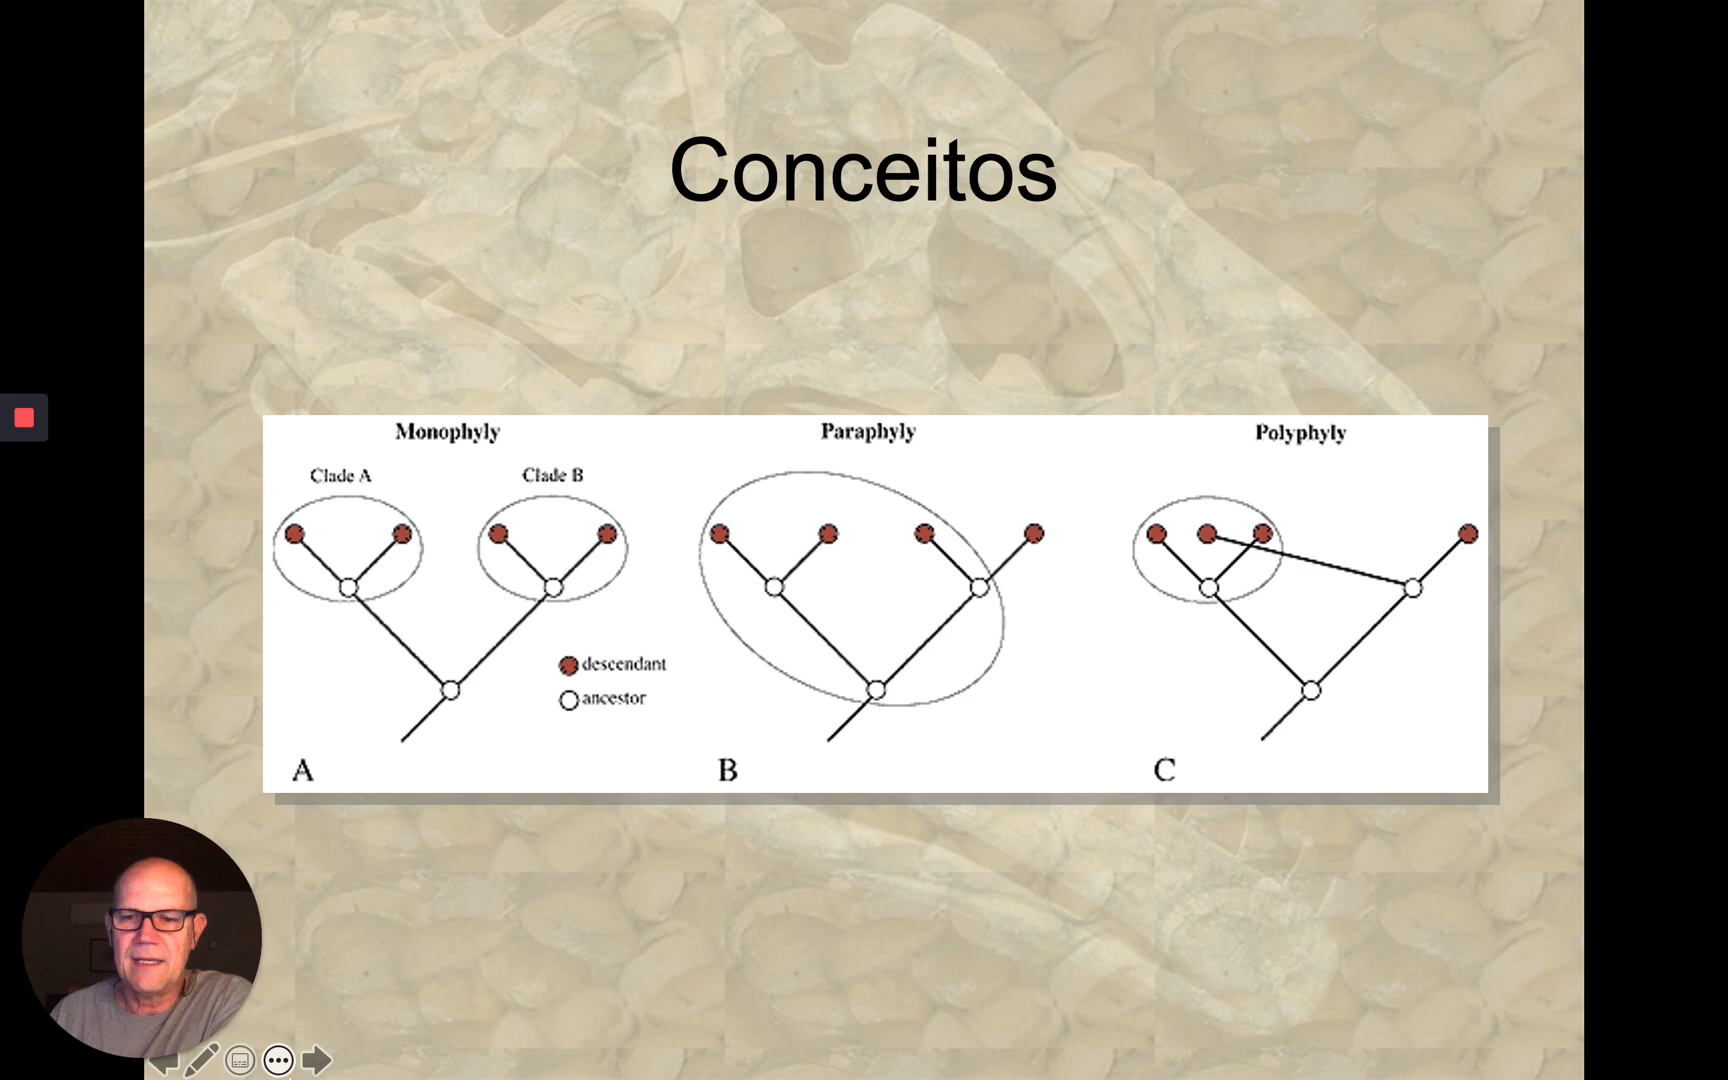 Conceitos
Monophyly
Paraphyly
Polyphyly
Clade A
Clade B
descendant
ancestor
A
B
C